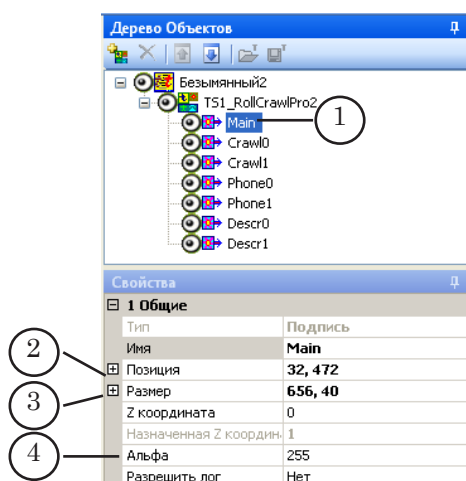 Дерево Объектов
Безымянный2
TS1_RollCrawlPro2
Main
1
Crawl0
Crawl1
Phone0
Phone1
Descr0
Descr1
Свойства
1 Общие
Тип Подпись
Имя Main
2
Позиция 32, 472
3
Размер 656, 40
Z координата 0
Назначенная Z координ. 1
4
Альфа 255
Разрешить лог Нет